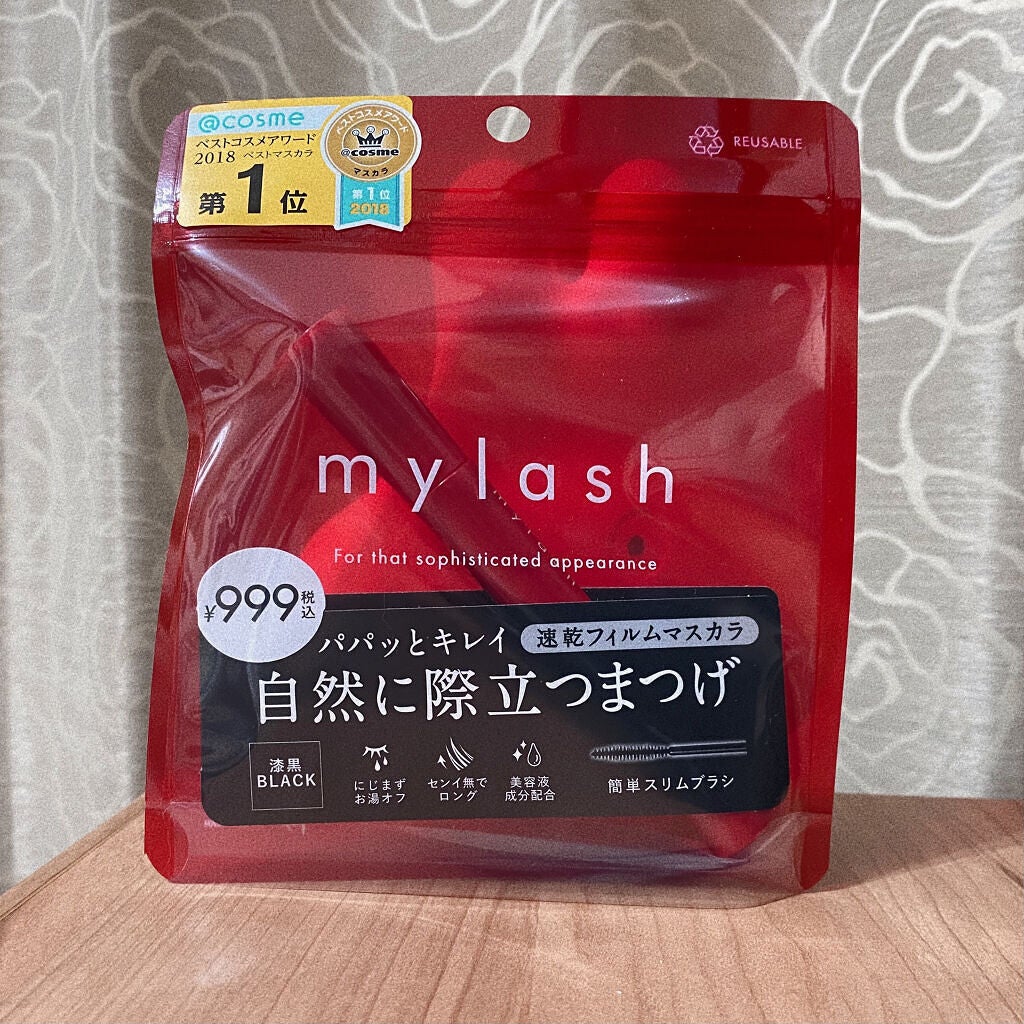 @cosme
ベストコスメアワード
2018 ベストマスカラ
第1位
ベストコスメアワード
@cosme
マスカラ
第1位
2018
REUSABLE
mylash
For that sophisticated appearance
¥999税込
パパッとキレイ 速乾フィルムマスカラ
自然に際立つまつげ
漆黒
BLACK
にじまず
お湯オフ
センイ無で
ロング
美容液
成分配合
簡単スリムブラシ